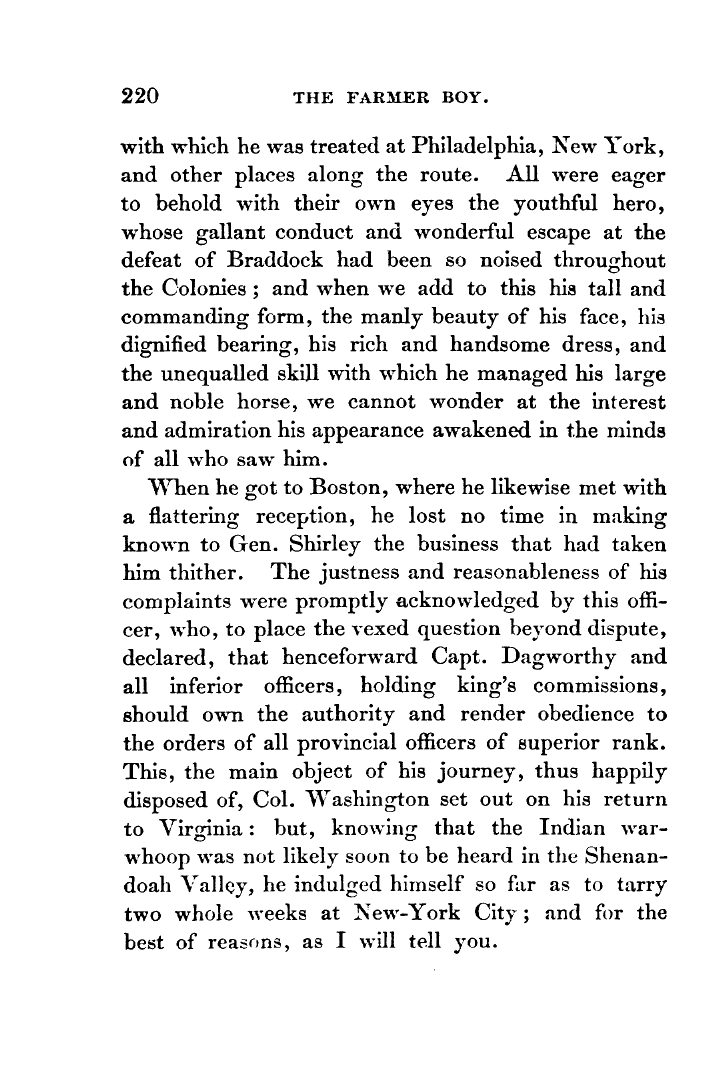 220 THE FARMER BOY.
with which he was treated at Philadelphia, New York,
and other places along the route. All were eager
to behold with their own eyes the youthful hero,
whose gallant conduct and wonderful escape at the
defeat of Braddock had been so noised throughout
the Colonies ; and when we add to this his tall and
commanding form, the manly beauty of his face, his
dignified bearing, his rich and handsome dress, and
the unequalled skill with which he managed his large
and noble horse, we cannot wonder at the interest
and admiration his appearance awakened in the minds
of all who saw him.
When he got to Boston, where he likewise met with
a flattering reception, he lost no time in making
known to Gen. Shirley the business that had taken
him thither. The justness and reasonableness of his
complaints were promptly acknowledged by this offi-
cer, who, to place the vexed question beyond dispute,
declared, that henceforward Capt. Dagworthy and
all inferior officers, holding king's commissions,
should own the authority and render obedience to
the orders of all provincial officers of superior rank.
This, the main object of his journey, thus happily
disposed of, Col. Washington set out on his return
to Virginia : but, knowing that the Indian war-
whoop was not likely soon to be heard in the Shenan-
doah Valley, he indulged himself so far as to tarry
two whole weeks at New-York City ; and for the
best of reasons, as I will tell you.